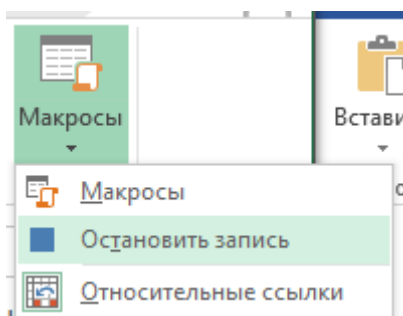 Макросы
Встави
Макросы
Остановить запись
Относительные ссылки